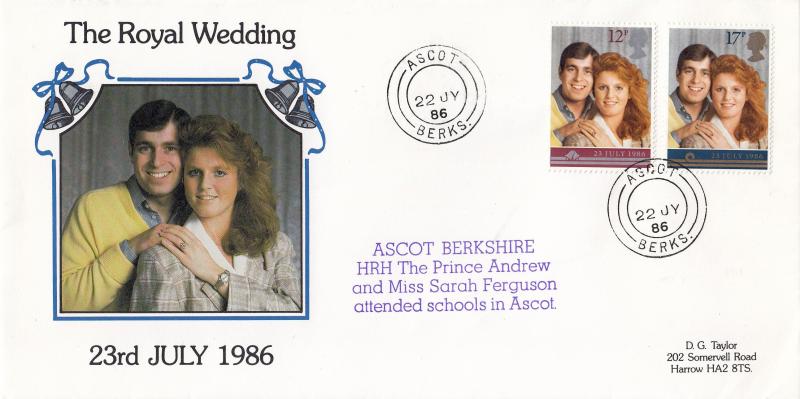 The Royal Wedding
23rd JULY 1986
ASCOT
22 JY
86
BERKS.
12P
23 JULY 1986
17P
23 JULY 1986
ASCOT
22 JY
86
BERKS.
ASCOT BERKSHIRE
HRH The Prince Andrew
and Miss Sarah Ferguson
attended schools in Ascot.
D. G. Taylor
202 Somervell Road
Harrow HA2 8TS.